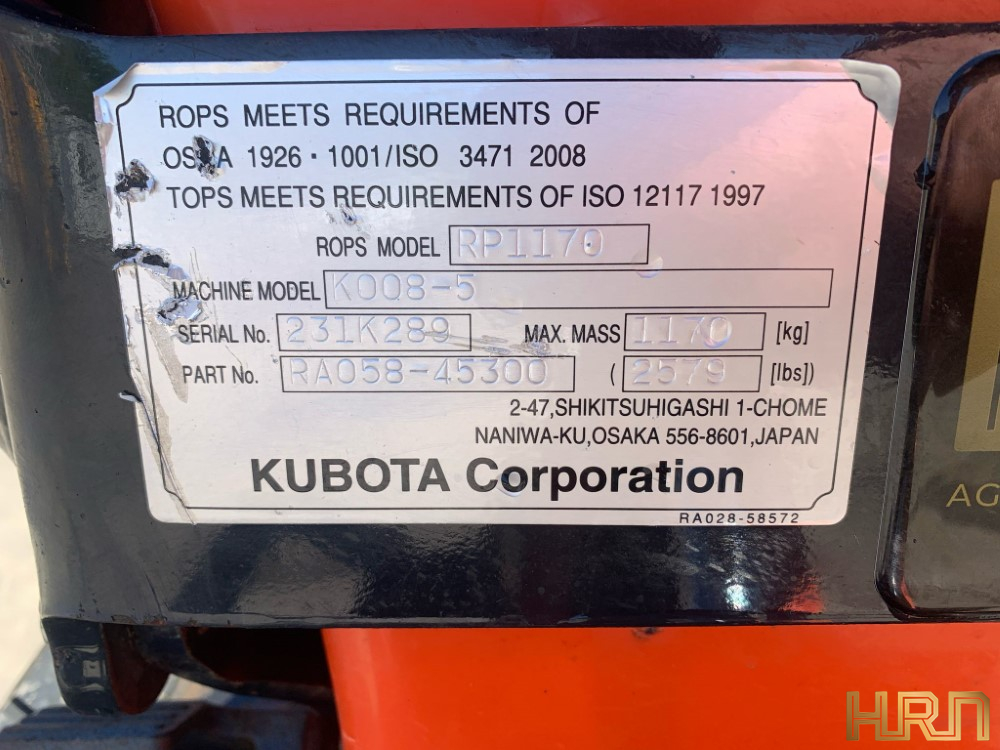 ROPS MEETS REQUIREMENTS OF
OSHA 1926・1001/ISO 3471 2008
TOPS MEETS REQUIREMENTS OF ISO 12117 1997
ROPS MODEL RP1170
MACHINE MODEL K008-5
SERIAL No. 231K289 MAX. MASS 1170 [kg]
PART No. RA058-45300 ( 2579 [lbs])
2-47,SHIKITSUHIGASHI 1-CHOME
NANIWA-KU,OSAKA 556-8601,JAPAN
KUBOTA Corporation
RA028-58572
AG
HRA